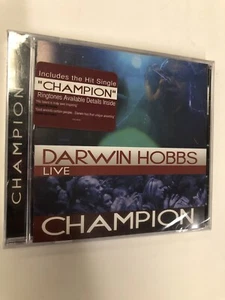 Includes the Hit Single
"CHAMPION"
Ringtones Available Details Inside
DARWIN HOBBS
LIVE
CHAMPION
CHAMPION